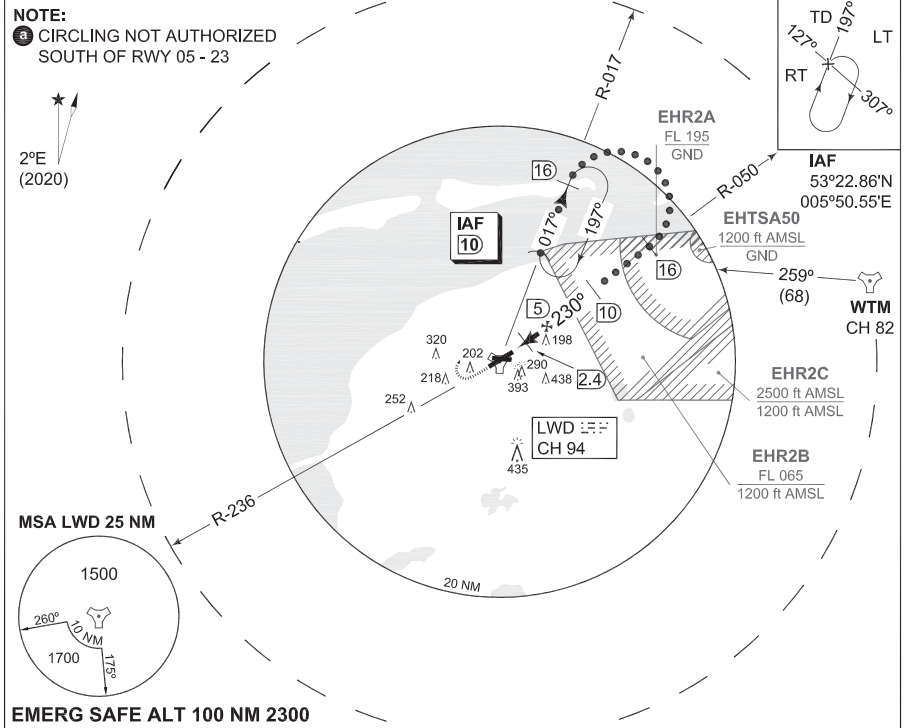 NOTE:
a CIRCLING NOT AUTHORIZED
SOUTH OF RWY 05 - 23
2ºE
(2020)
R-017
TD
197º
127º
LT
RT
307º
IAF
53º22.86'N
005º50.55'E
EHR2A
FL 195
GND
R-050
EHTSA50
1200 ft AMSL
GND
16
017º
197º
IAF
10
16
259º
(68)
WTM
CH 82
5
230º
10
198
320
202
218
290
393
438
2.4
252
EHR2C
2500 ft AMSL
1200 ft AMSL
LWD
CH 94
435
EHR2B
FL 065
1200 ft AMSL
R-236
MSA LWD 25 NM
1500
260º
10 NM
1700
175º
20 NM
EMERG SAFE ALT 100 NM 2300